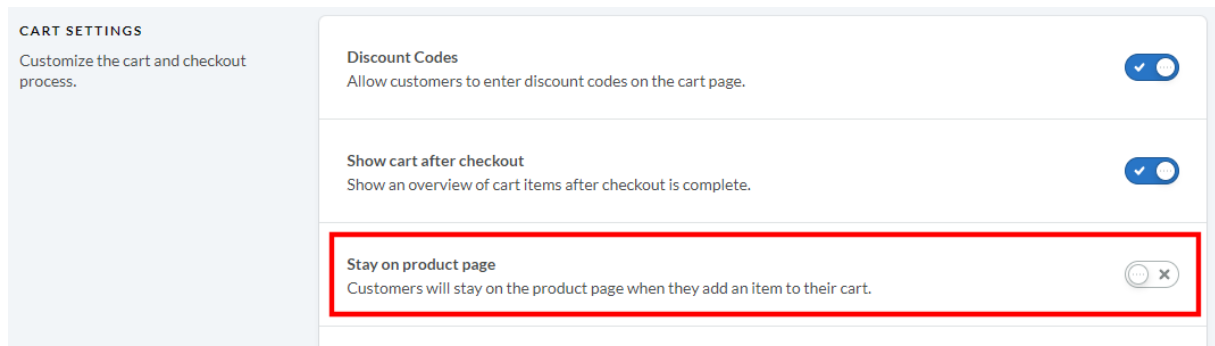 CART SETTINGS
Customize the cart and checkout
process.
Discount Codes
Allow customers to enter discount codes on the cart page.
Show cart after checkout
Show an overview of cart items after checkout is complete.
Stay on product page
Customers will stay on the product page when they add an item to their cart.